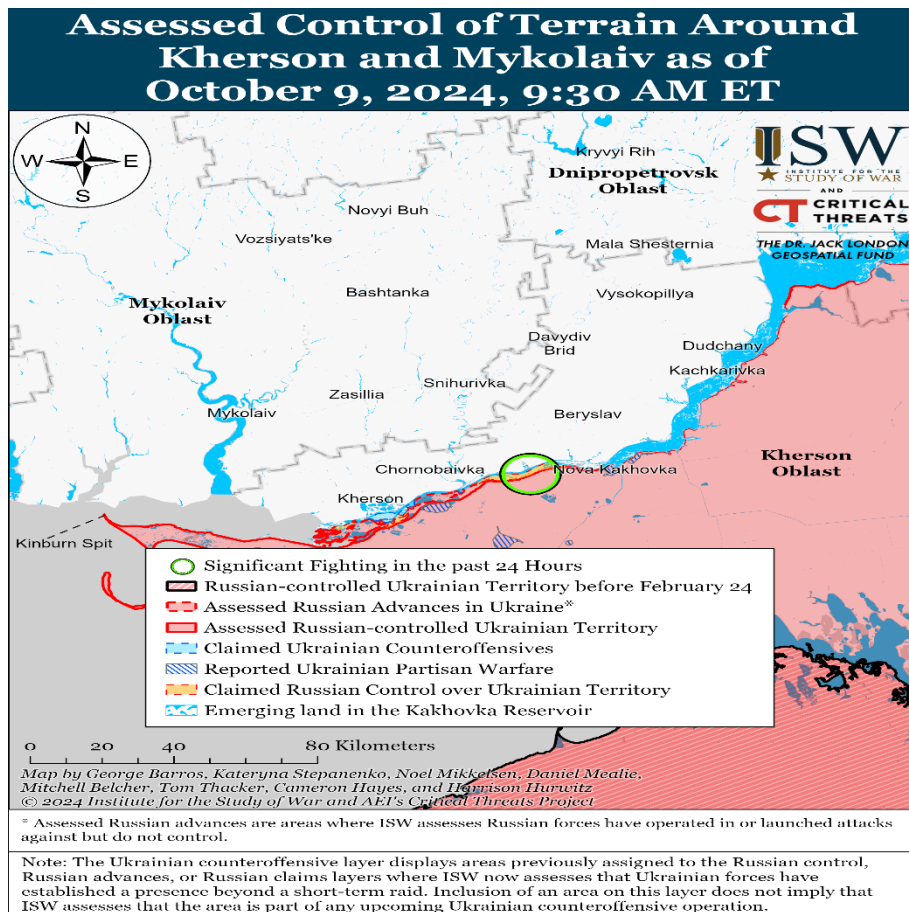 Assessed Control of Terrain Around
Kherson and Mykolaiv as of
October 9, 2024, 9:30 AM ET
N
W E
S
ISW
INSTITUTE FOR THE
STUDY OF WAR
AND
CT CRITICAL
THREATS
THE DR. JACK LONDON
GEOSPATIAL FUND
Kryvyi Rih
Dnipropetrovsk
Oblast
Novyi Buh
Vozsiyats'ke
Mala Shesternia
Bashtanka
Vysokopillya
Mykolaiv
Oblast
Davydiv
Brid
Dudchany
Kachkarivka
Snihurivka
Zasillia
Mykolaiv
Beryslav
Kherson
Oblast
Chornobaivka
Nova Kakhovka
Kherson
Kinburn Spit
Significant Fighting in the past 24 Hours
Russian-controlled Ukrainian Territory before February 24
Assessed Russian Advances in Ukraine*
Assessed Russian-controlled Ukrainian Territory
Claimed Ukrainian Counteroffensives
Reported Ukrainian Partisan Warfare
Claimed Russian Control over Ukrainian Territory
Emerging land in the Kakhovka Reservoir
0 20 40 80 Kilometers
Map by George Barros, Kateryna Stepanenko, Noel Mikkelsen, Daniel Mealie,
Mitchell Belcher, Tom Thacker, Cameron Hayes, and Harrison Hurwitz
© 2024 Institute for the Study of War and AEI's Critical Threats Project
* Assessed Russian advances are areas where ISW assesses Russian forces have operated in or launched attacks
against but do not control.
Note: The Ukrainian counteroffensive layer displays areas previously assigned to the Russian control,
Russian advances, or Russian claims layers where ISW now assesses that Ukrainian forces have
established a presence beyond a short-term raid. Inclusion of an area on this layer does not imply that
ISW assesses that the area is part of any upcoming Ukrainian counteroffensive operation.